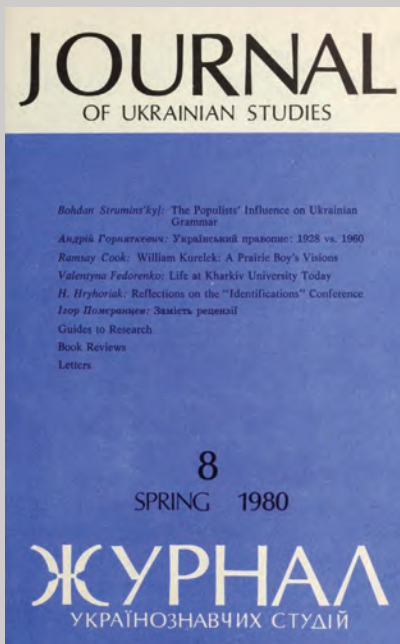 JOURNAL
OF UKRAINIAN STUDIES
Bohdan Strumins'kyj: The Populists' Influence on Ukrainian
Grammar
Андрій Горняткевич: Український правопис: 1928 vs. 1960
Ramsay Cook: William Kurelek: A Prairie Boy's Visions
Valentyna Fedorenko: Life at Kharkiv University Today
H. Hryhoriak: Reflections on the "Identifications" Conference
Ігор Померанцев: Замість рецензії
Guides to Research
Book Reviews
Letters
8
SPRING 1980
ЖУРНАЛ
УКРАЇНОЗНАВЧИХ СТУДІЙ